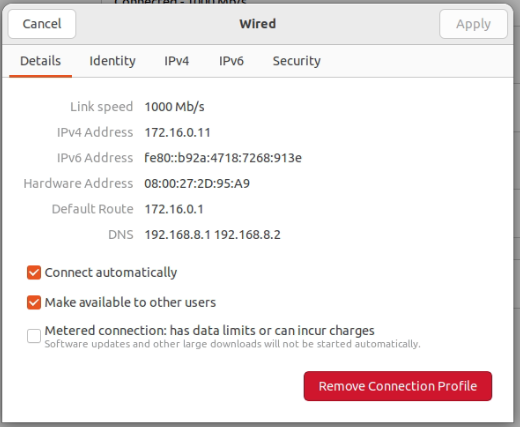 Connected - 1000 Mb/s
Cancel Wired Apply
Details Identity IPv4 IPv6 Security
Link speed 1000 Mb/s
IPv4 Address 172.16.0.11
IPv6 Address fe80::b92a:4718:7268:913e
Hardware Address 08:00:27:2D:95:A9
Default Route 172.16.0.1
DNS 192.168.8.1 192.168.8.2
Connect automatically
Make available to other users
Metered connection: has data limits or can incur charges
Software updates and other large downloads will not be started automatically.
Remove Connection Profile